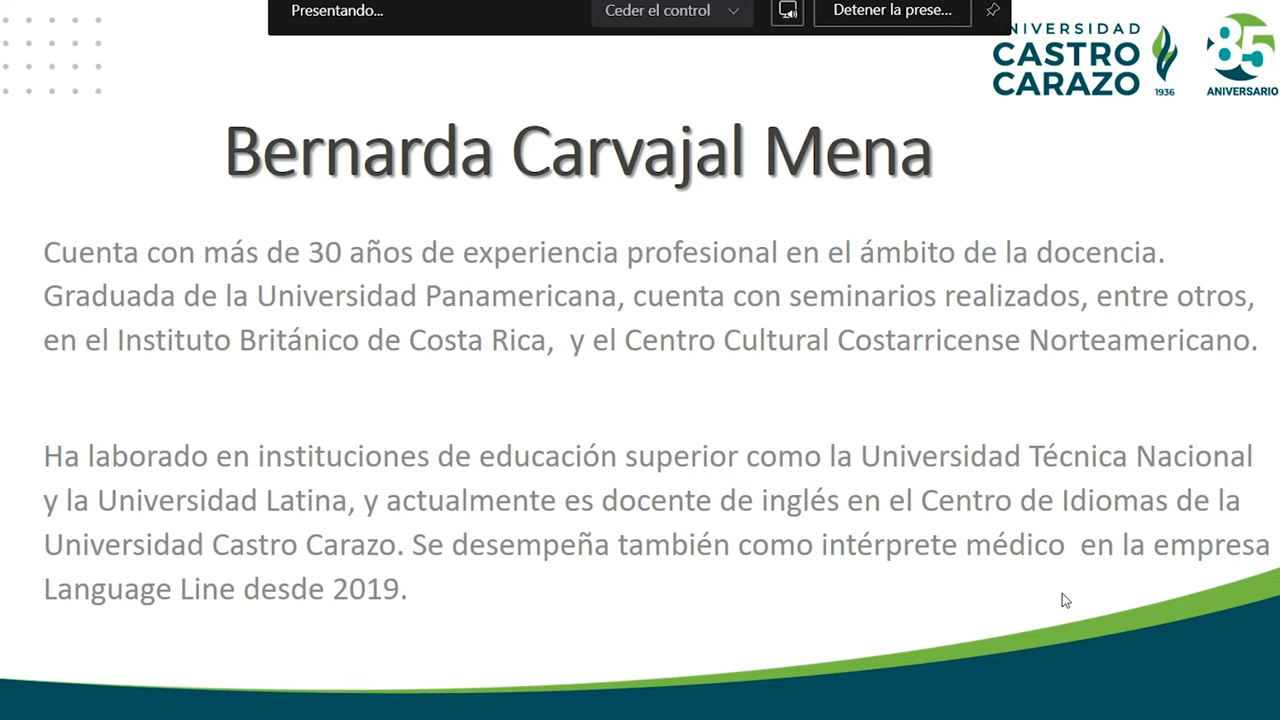 Presentando...
Ceder el control
Detener la prese...
NIVERSIDAD
CASTRO
CARAZO
1936
85
ANIVERSARIO
Bernarda Carvajal Mena
Cuenta con más de 30 años de experiencia profesional en el ámbito de la docencia.
Graduada de la Universidad Panamericana, cuenta con seminarios realizados, entre otros,
en el Instituto Británico de Costa Rica,  y el Centro Cultural Costarricense Norteamericano.
Ha laborado en instituciones de educación superior como la Universidad Técnica Nacional
y la Universidad Latina, y actualmente es docente de inglés en el Centro de Idiomas de la
Universidad Castro Carazo. Se desempeña también como intérprete médico  en la empresa
Language Line desde 2019.